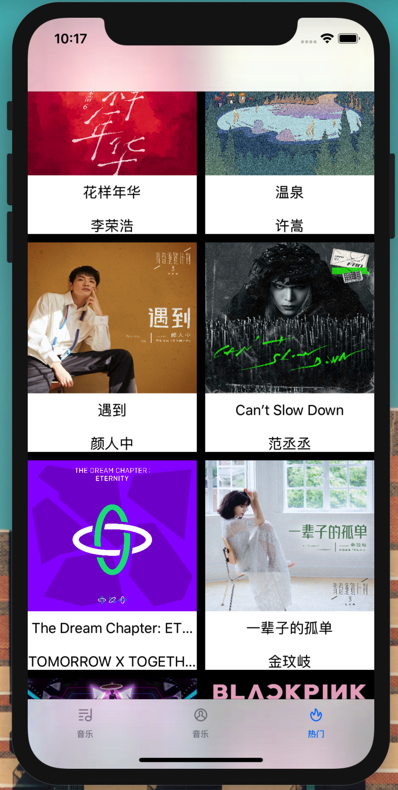 10:17
花样年华
温泉
李荣浩
许嵩
遇到
遇到
颜人中
CAN'T SLOW DOWN
Can't Slow Down
范丞丞
THE DREAM CHAPTER:
ETERNITY
The Dream Chapter: ET...
TOMORROW X TOGETH...
一辈子的孤单
一辈子的孤单
金玟岐
BLACKPINK
音乐
音乐
热门